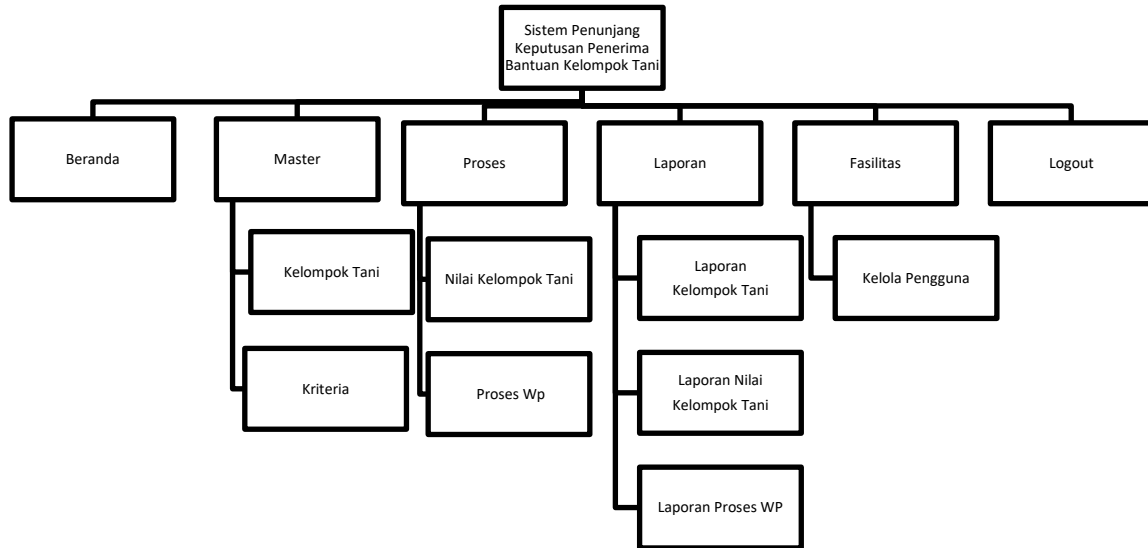 Sistem Penunjang
Keputusan Penerima
Bantuan Kelompok Tani
Beranda
Master
Proses
Laporan
Fasilitas
Logout
Kelompok Tani
Kriteria
Nilai Kelompok Tani
Proses Wp
Laporan
Kelompok Tani
Laporan Nilai
Kelompok Tani
Laporan Proses WP
Kelola Pengguna